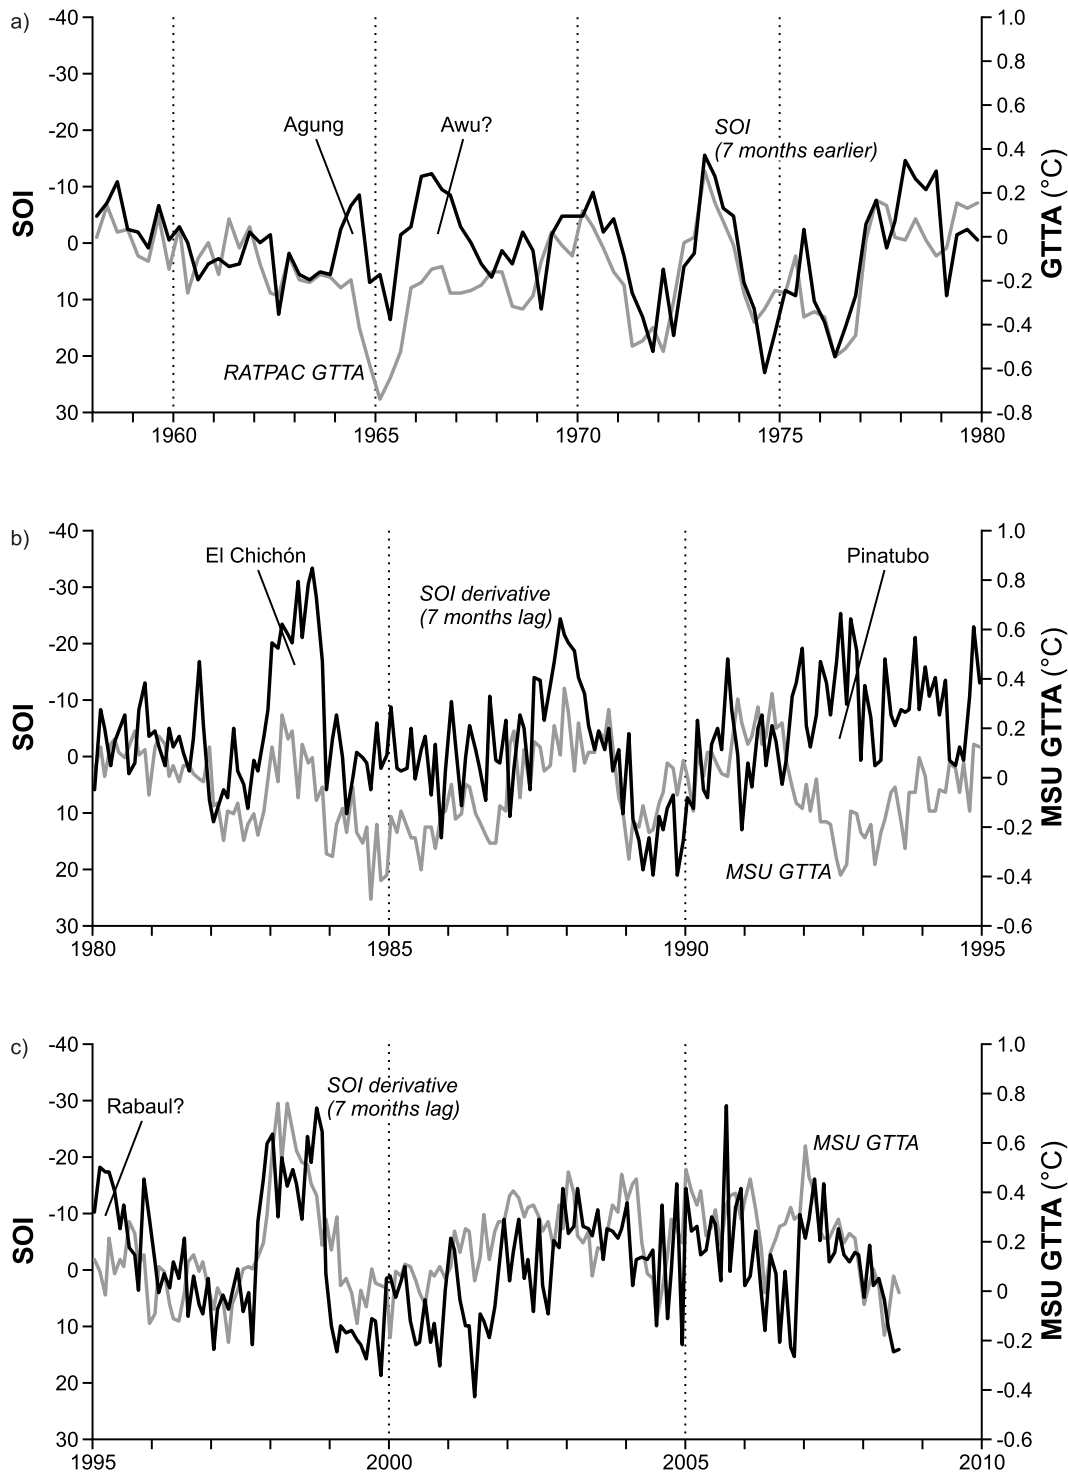 a)
-40
-30
-20
-10
0
10
20
30
SOI
1.0
0.8
0.6
0.4
0.2
0
-0.2
-0.4
-0.6
-0.8
GTTA (°C)
Agung
Awu?
SOI
(7 months earlier)
RATPAC GTTA
1960
1965
1970
1975
1980
b)
-40
-30
-20
-10
0
10
20
30
SOI
1.0
0.8
0.6
0.4
0.2
0
-0.2
-0.4
-0.6
MSU GTTA (°C)
El Chichón
SOI derivative
(7 months lag)
Pinatubo
MSU GTTA
1980
1985
1990
1995
c)
-40
-30
-20
-10
0
10
20
30
SOI
1.0
0.8
0.6
0.4
0.2
0
-0.2
-0.4
-0.6
MSU GTTA (°C)
Rabaul?
SOI derivative
(7 months lag)
MSU GTTA
1995
2000
2005
2010